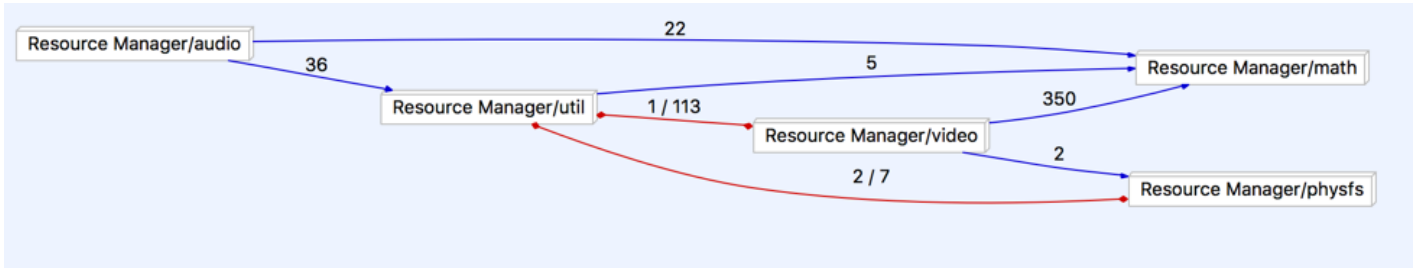 Resource Manager/audio
22
36
Resource Manager/util
5
Resource Manager/math
1 / 113
350
Resource Manager/video
2
2 / 7
Resource Manager/physfs